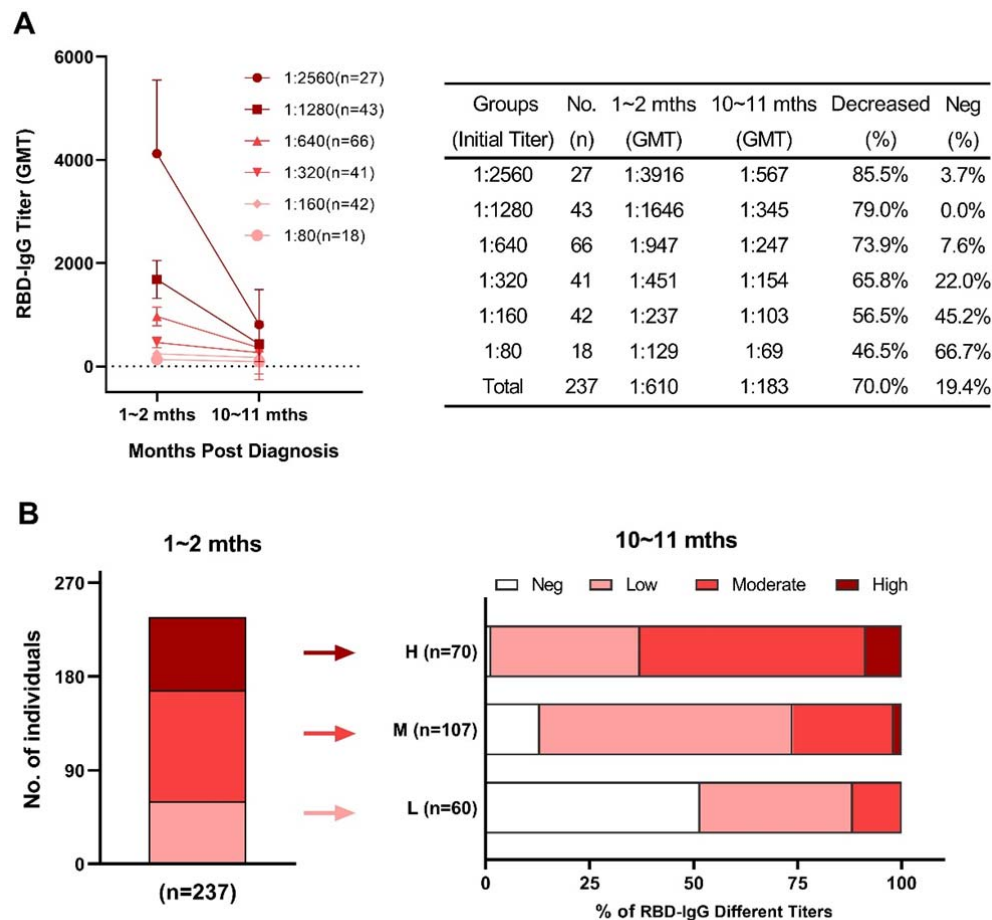 A
RBD-IgG Titer (GMT)
6000
4000
2000
0
1:2560(n=27)
1:1280(n=43)
1:640(n=66)
1:320(n=41)
1:160(n=42)
1:80(n=18)
1~2 mths 10~11 mths
Months Post Diagnosis
Groups No. 1~2 mths 10~11 mths Decreased Neg
(Initial Titer) (n) (GMT) (GMT) (%) (%)
1:2560 27 1:3916 1:567 85.5% 3.7%
1:1280 43 1:1646 1:345 79.0% 0.0%
1:640 66 1:947 1:247 73.9% 7.6%
1:320 41 1:451 1:154 65.8% 22.0%
1:160 42 1:237 1:103 56.5% 45.2%
1:80 18 1:129 1:69 46.5% 66.7%
Total 237 1:610 1:183 70.0% 19.4%
B
1~2 mths
No. of individuals
270
180
90
0
(n=237)
10~11 mths
Neg Low Moderate High
H (n=70)
M (n=107)
L (n=60)
0 25 50 75 100
% of RBD-IgG Different Titers